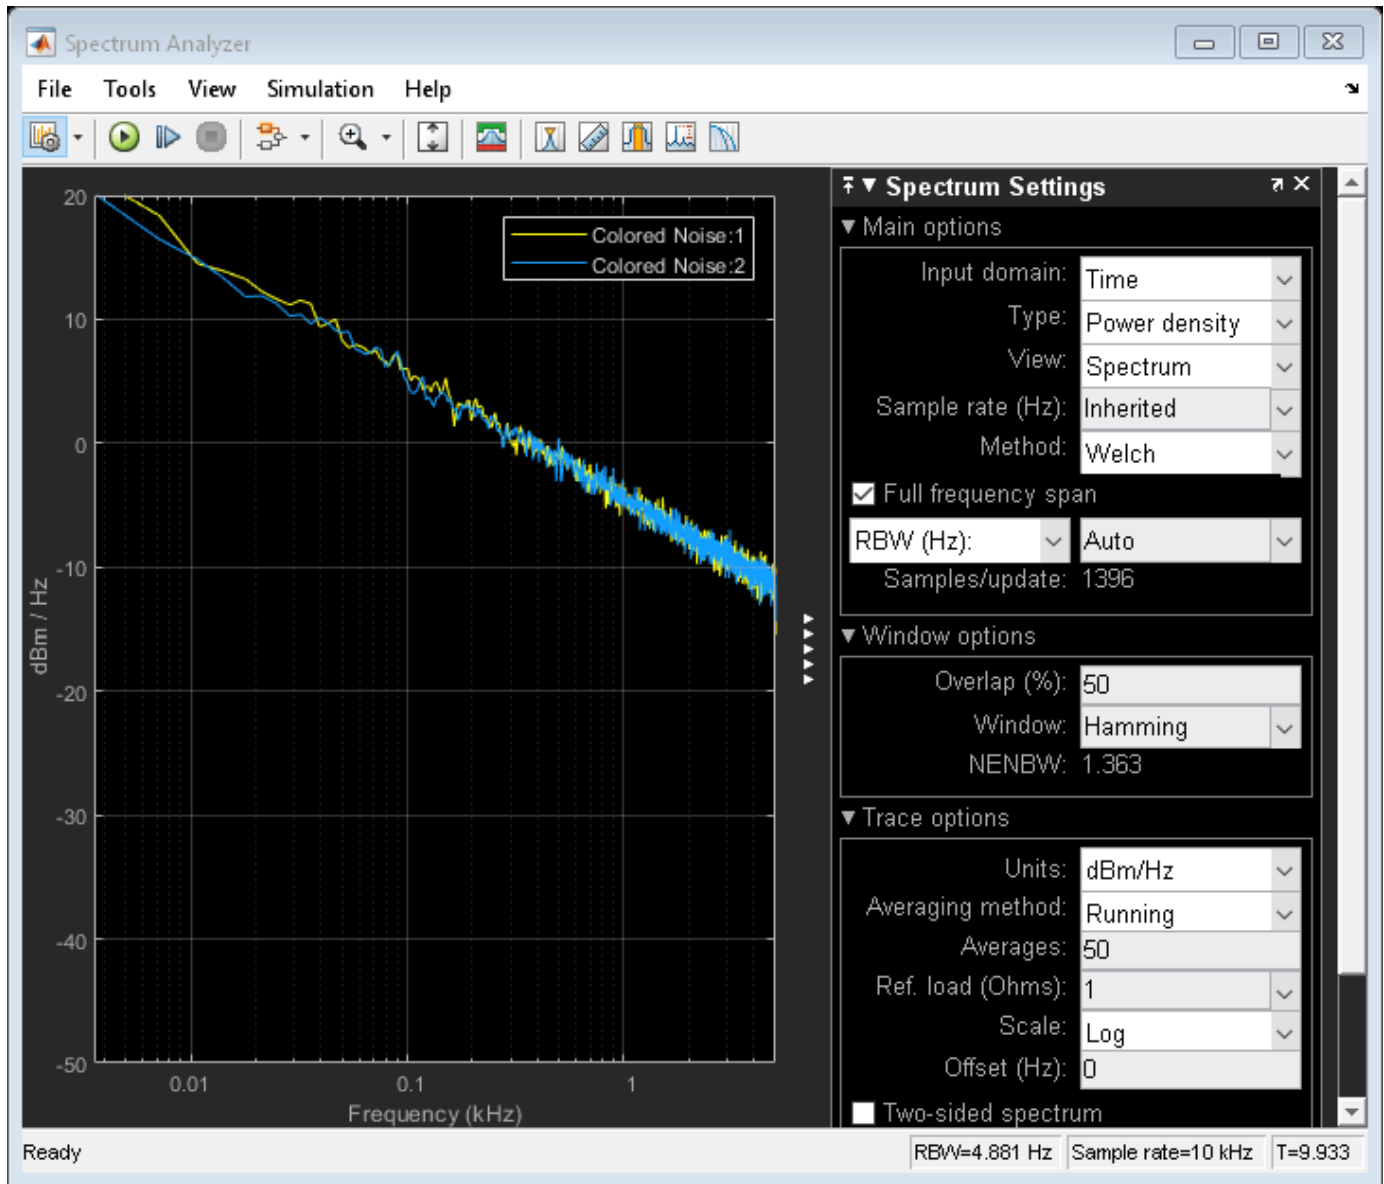 Spectrum Analyzer
File Tools View Simulation Help
Spectrum Settings
Main options
Input domain: Time
Type: Power density
View: Spectrum
Sample rate (Hz): Inherited
Method: Welch
Full frequency span
RBW (Hz): Auto
Samples/update: 1396
Window options
Overlap (%): 50
Window: Hamming
NENBW: 1.363
Trace options
Units: dBm/Hz
Averaging method: Running
Averages: 50
Ref. load (Ohms): 1
Scale: Log
Offset (Hz): 0
Two-sided spectrum
Colored Noise:1
Colored Noise:2
20
10
0
-10
-20
-30
-40
-50
dBm / Hz
0.01 0.1 1
Frequency (kHz)
Ready RBW=4.881 Hz Sample rate=10 kHz T=9.933